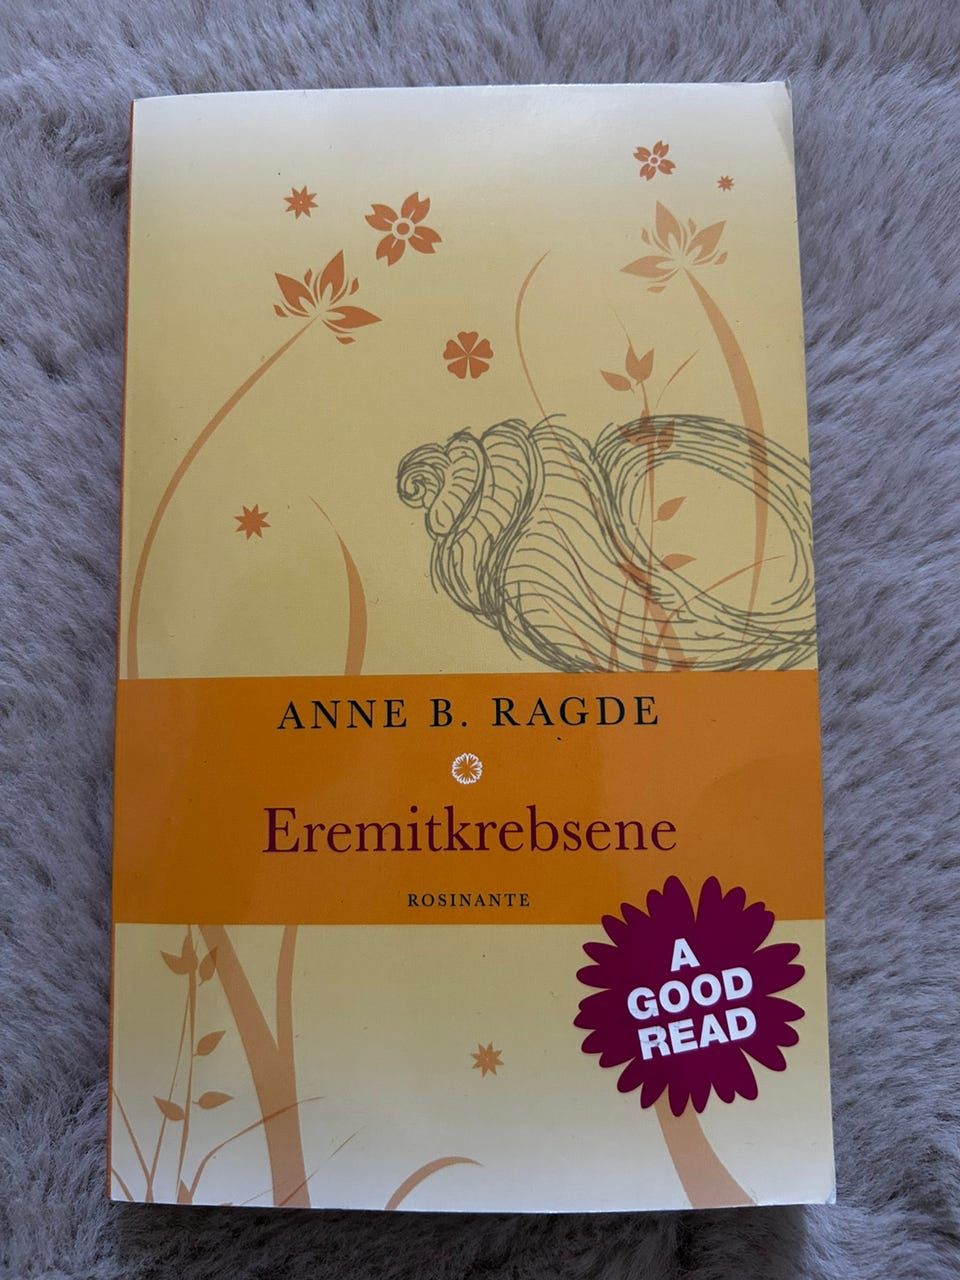 ANNE B. RAGDE
Eremitkrebsene
ROSINANTE
A
GOOD
READ